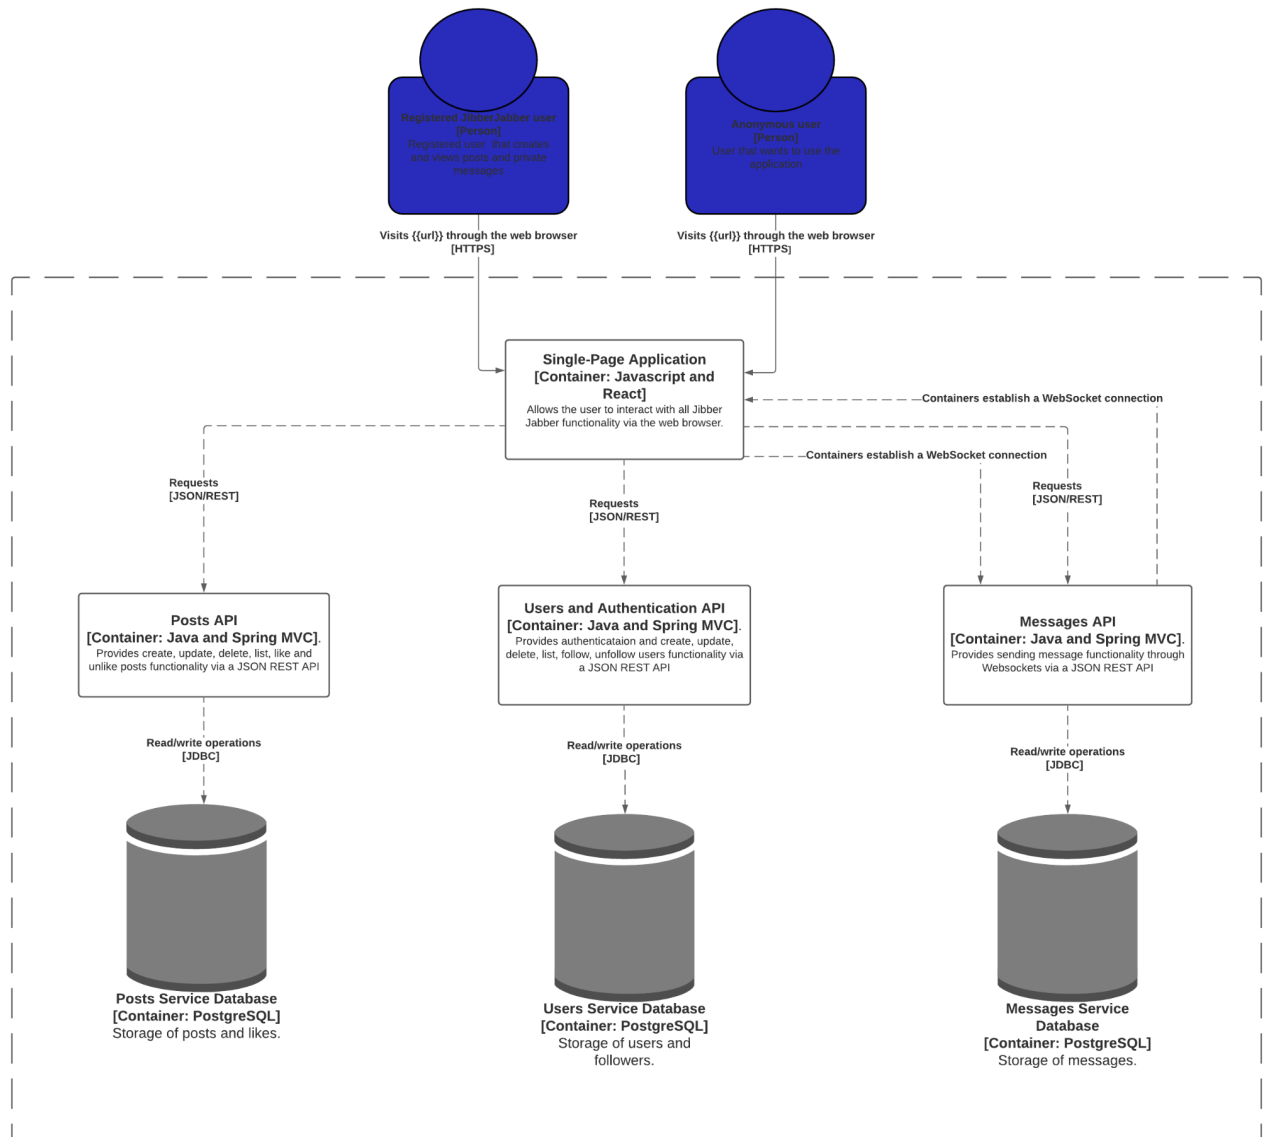 Registered JibberJabber user
[Person]
Registered user  that creates
and views posts and private
messages
Anonymous user
[Person]
User that wants to use the
application
Visits {{url}} through the web browser
[HTTPS]
Visits {{url}} through the web browser
[HTTPS]
Single-Page Application
[Container: Javascript and
React]
Allows the user to interact with all Jibber
Jabber functionality via the web browser.
Containers establish a WebSocket connection
Containers establish a WebSocket connection
Requests
[JSON/REST]
Requests
[JSON/REST]
Requests
[JSON/REST]
Posts API
[Container: Java and Spring MVC].
Provides create, update, delete, list, like and
unlike posts functionality via a JSON REST API
Users and Authentication API
[Container: Java and Spring MVC].
Provides authenticataion and create, update,
delete, list, follow, unfollow users functionality via
a JSON REST API
Messages API
[Container: Java and Spring MVC].
Provides sending message functionality through
Websockets via a JSON REST API
Read/write operations
[JDBC]
Read/write operations
[JDBC]
Read/write operations
[JDBC]
Posts Service Database
[Container: PostgreSQL]
Storage of posts and likes.
Users Service Database
[Container: PostgreSQL]
Storage of users and
followers.
Messages Service
Database
[Container: PostgreSQL]
Storage of messages.